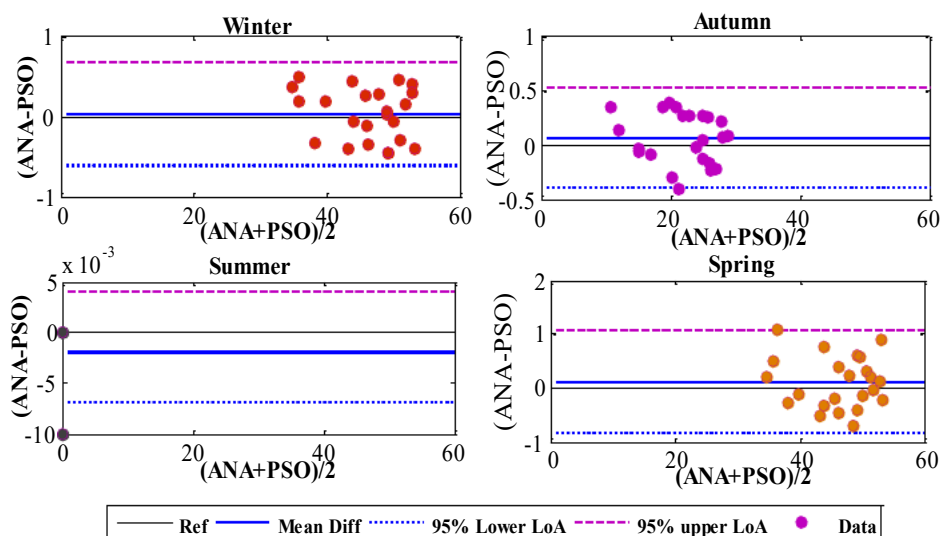 Winter
(ANA-PSO)
1
0
-1
0 20 40 60
(ANA+PSO)/2
Autumn
(ANA-PSO)
1
0.5
0
-0.5
0 20 40 60
(ANA+PSO)/2
x 10-3
Summer
(ANA-PSO)
5
0
-5
-10
0 10 20 30 40 50 60
(ANA+PSO)/2
Spring
(ANA-PSO)
2
1
0
-1
0 20 40 60
(ANA+PSO)/2
Ref Mean Diff 95% Lower LoA 95% upper LoA Data